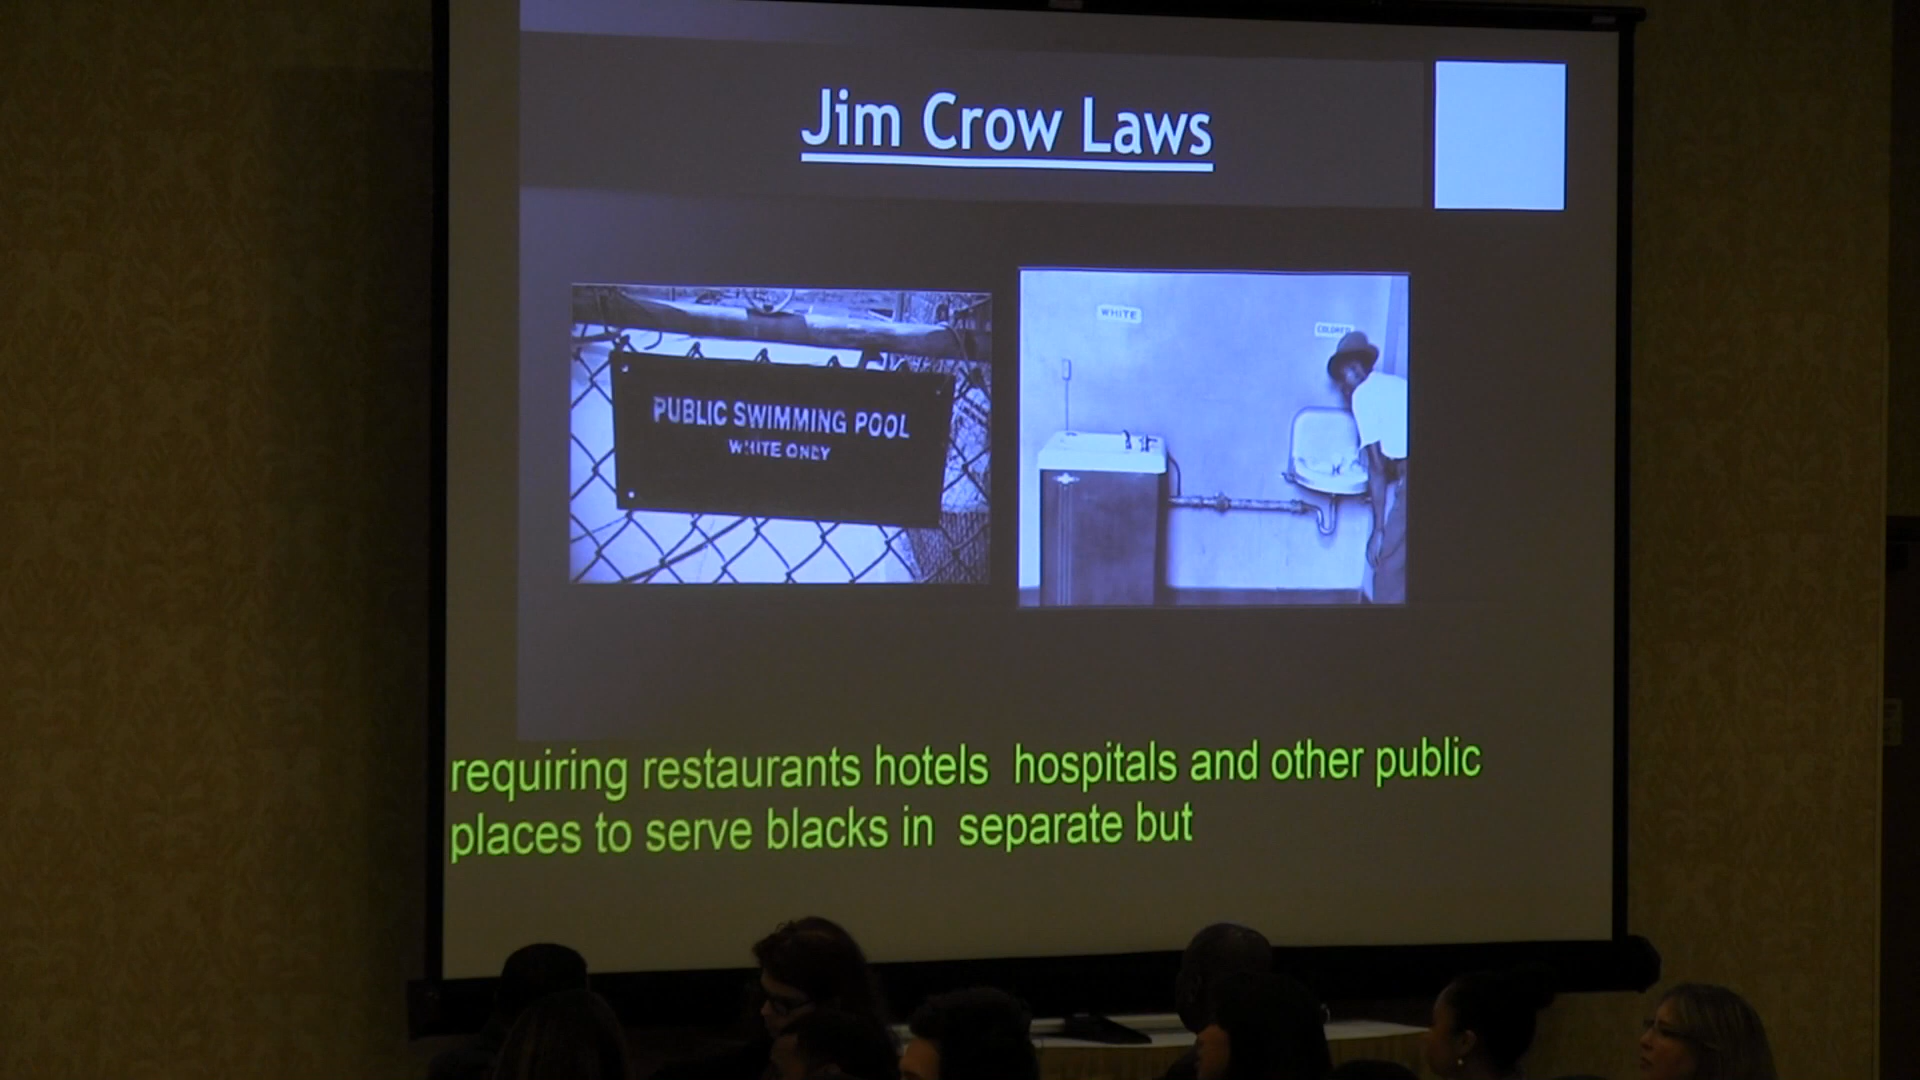 Jim Crow Laws
PUBLIC SWIMMING POOL
WHITE ONLY
WHITE
COLORED
requiring restaurants hotels  hospitals and other public
places to serve blacks in  separate but